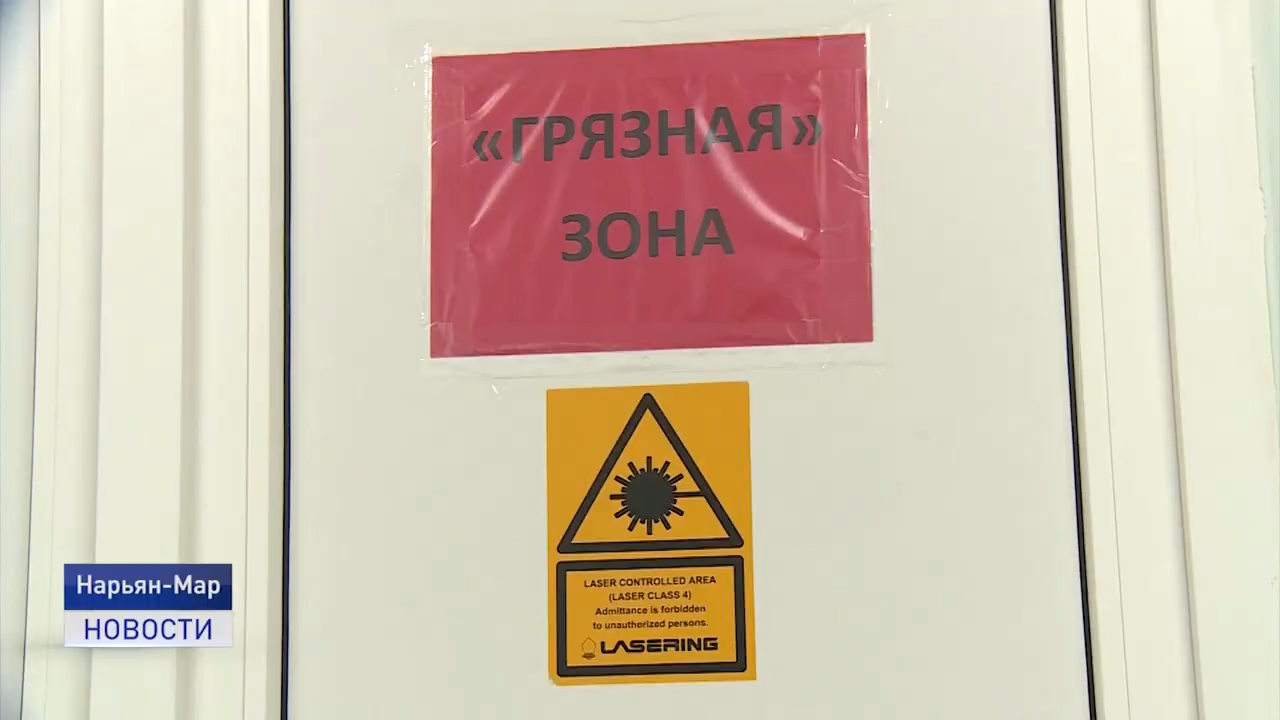 «ГРЯЗНАЯ»
ЗОНА
LASER CONTROLLED AREA
(LASER CLASS 4)
Admittance is forbidden
to unauthorized persons.
LASERING
Нарьян-Мар
НОВОСТИ